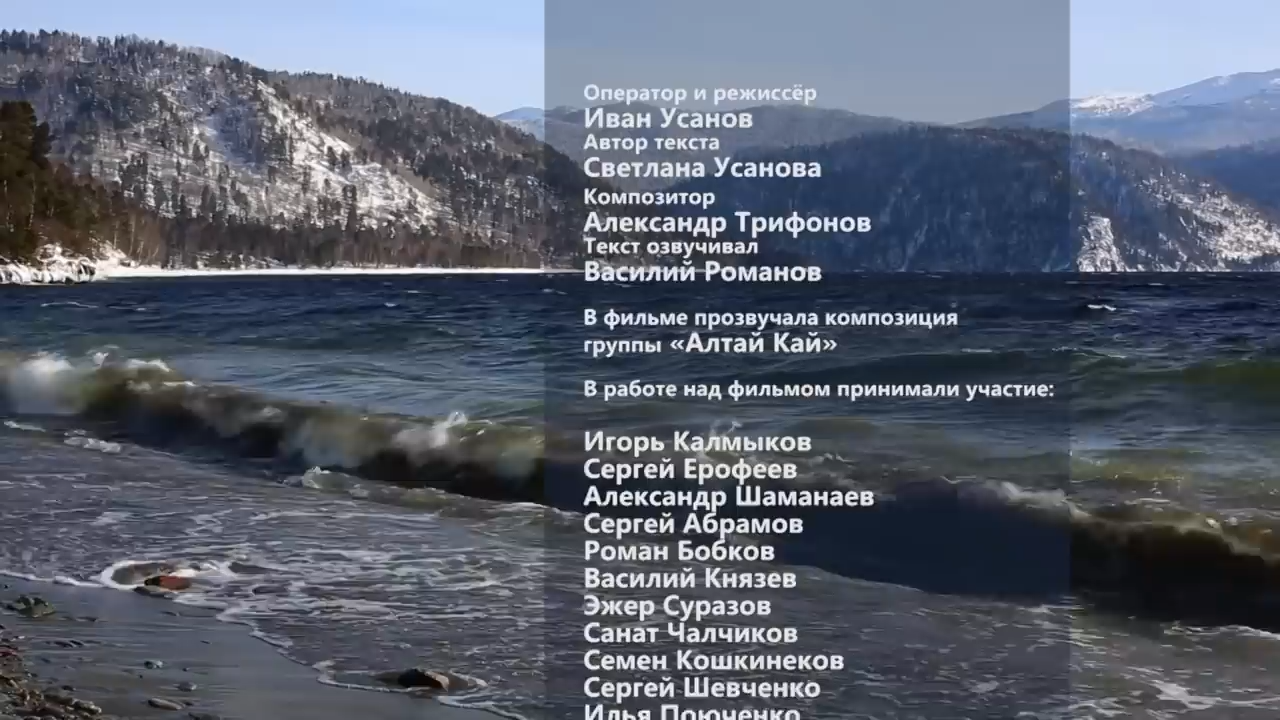 Оператор и режиссёр
Иван Усанов
Автор текста
Светлана Усанова
Композитор
Александр Трифонов
Текст озвучивал
Василий Романов
В фильме прозвучала композиция
группы «Алтай Кай»
В работе над фильмом принимали участие:
Игорь Калмыков
Сергей Ерофеев
Александр Шаманаев
Сергей Абрамов
Роман Бобков
Василий Князев
Эжер Суразов
Санат Чалчиков
Семен Кошкинеков
Сергей Шевченко
Илья